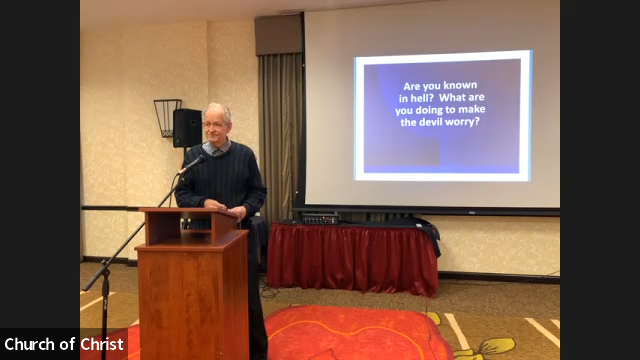 Are you known
in hell? What are
you doing to make
the devil worry?
Church of Christ